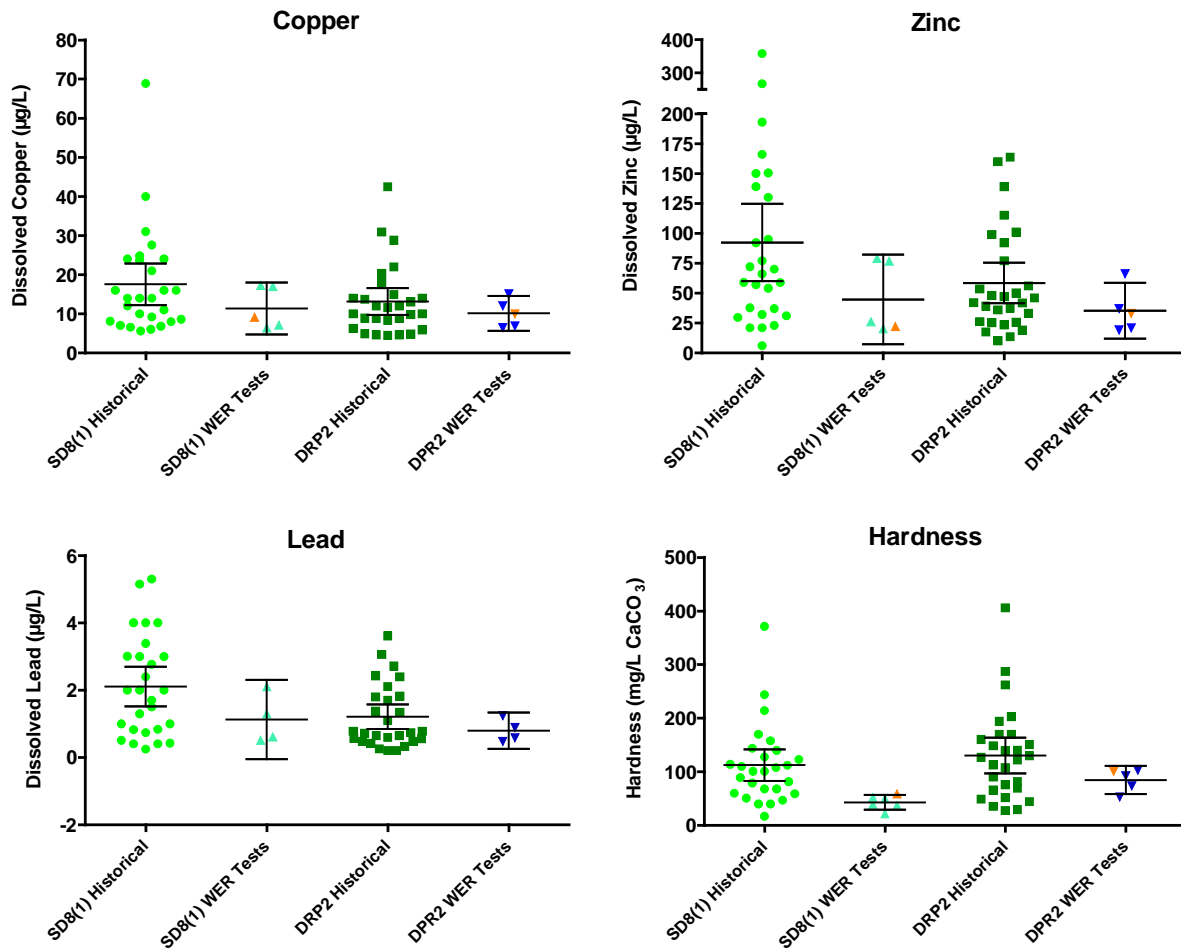 Copper
Dissolved Copper (µg/L)
80
70
60
50
40
30
20
10
0
SD8(1) Historical
SD8(1) WER Tests
DRP2 Historical
DPR2 WER Tests
Zinc
Dissolved Zinc (µg/L)
400
300
200
175
150
125
100
75
50
25
0
SD8(1) Historical
SD8(1) WER Tests
DRP2 Historical
DPR2 WER Tests
Lead
Dissolved Lead (µg/L)
6
4
2
0
-2
SD8(1) Historical
SD8(1) WER Tests
DRP2 Historical
DPR2 WER Tests
Hardness
Hardness (mg/L CaCO₃)
500
400
300
200
100
0
SD8(1) Historical
SD8(1) WER Tests
DRP2 Historical
DPR2 WER Tests